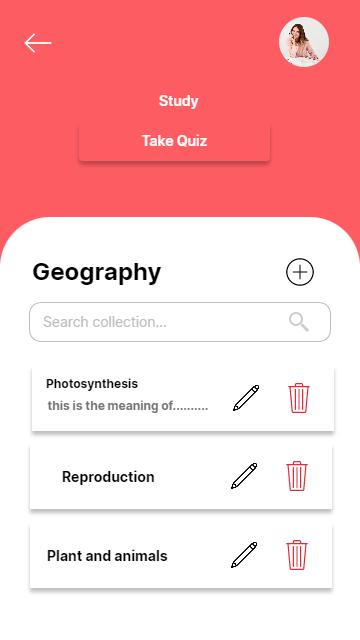 Study
Take Quiz
Geography
Search collection...
Photosynthesis
this is the meaning of..........
Reproduction
Plant and animals